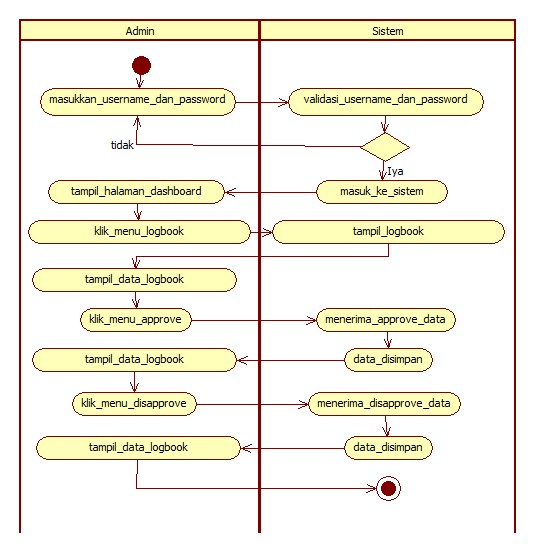 Admin
Sistem
masukkan_username_dan_password
validasi_username_dan_password
tidak
Iya
tampil_halaman_dashboard
masuk_ke_sistem
klik_menu_logbook
tampil_logbook
tampil_data_logbook
klik_menu_approve
menerima_approve_data
tampil_data_logbook
data_disimpan
klik_menu_disapprove
menerima_disapprove_data
tampil_data_logbook
data_disimpan